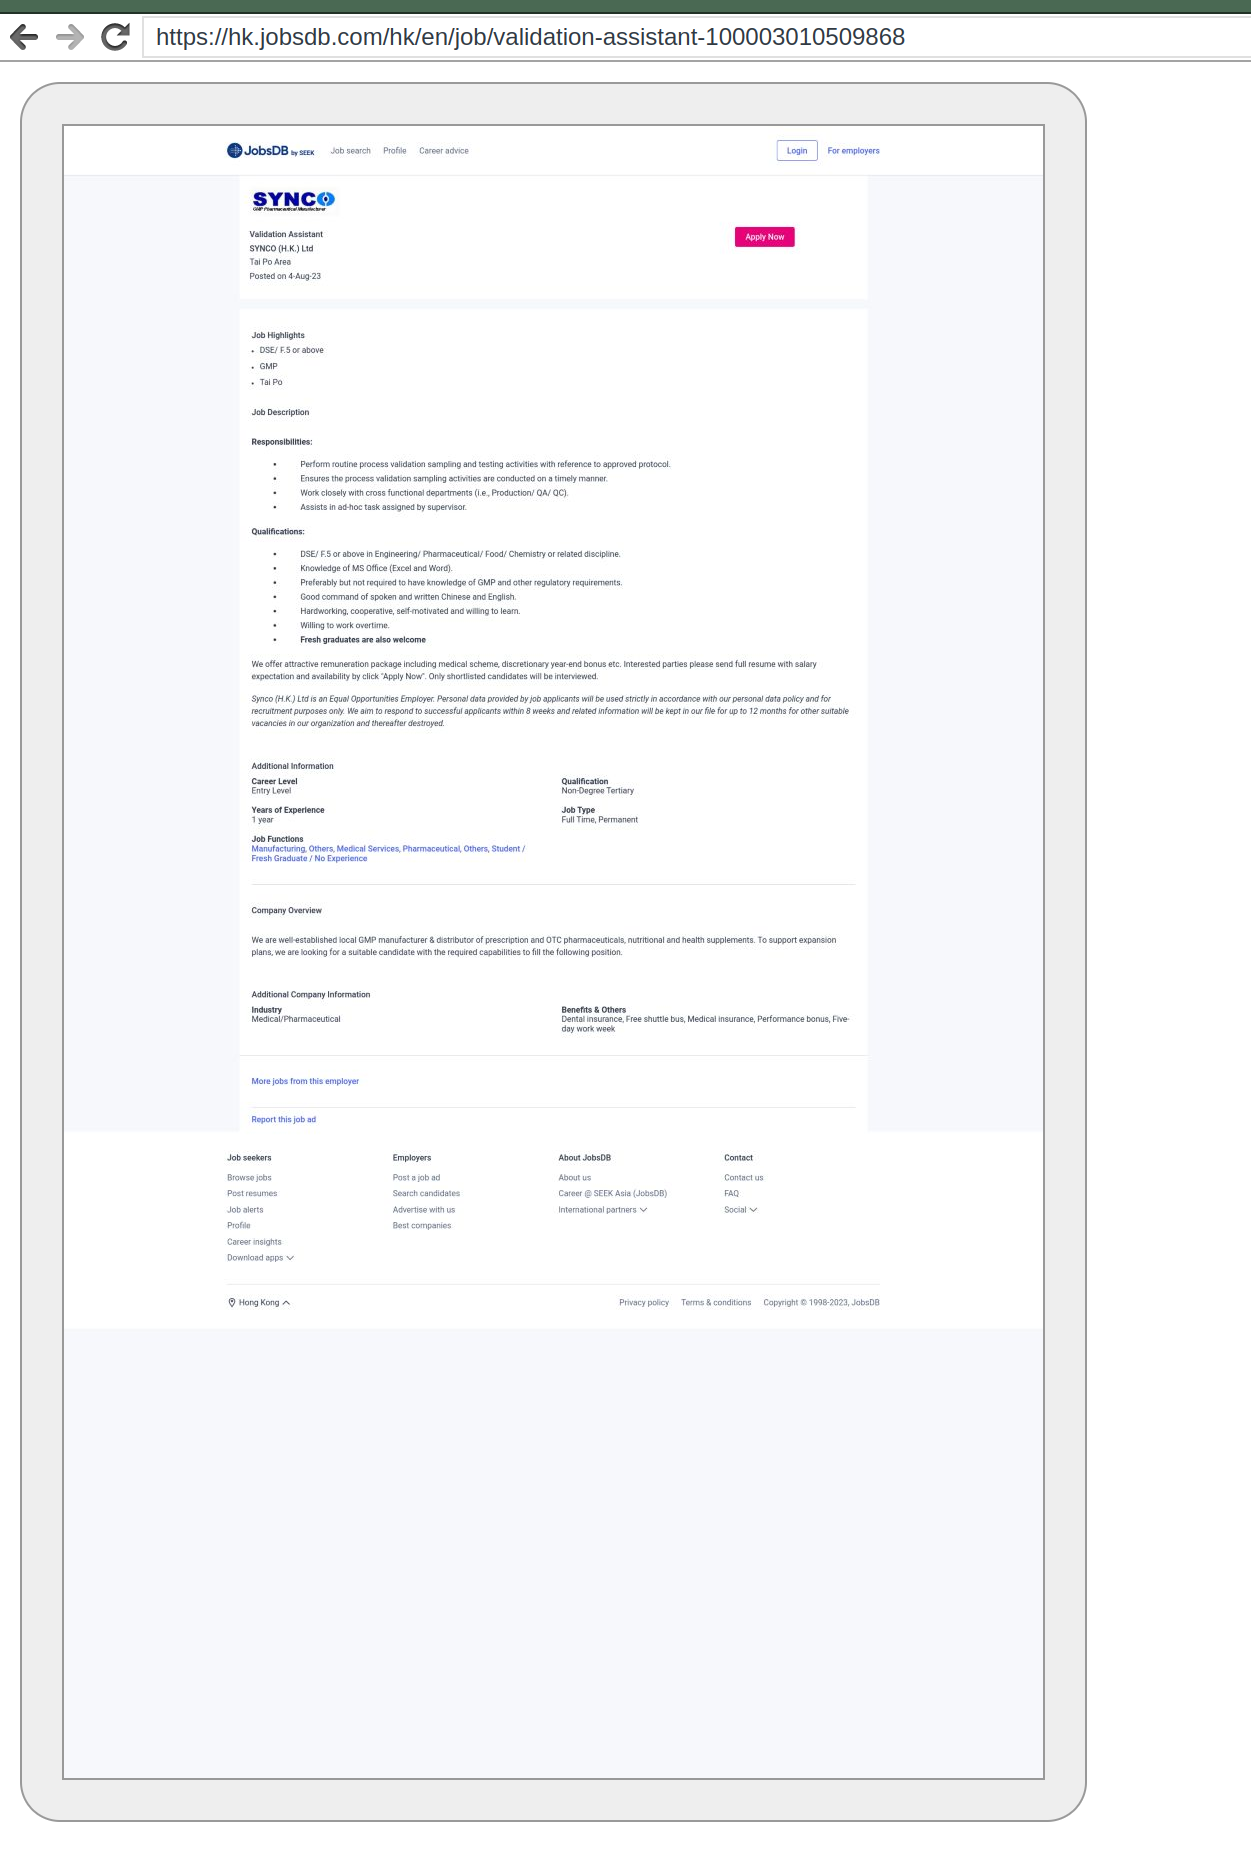 https://hk.jobsdb.com/hk/en/job/validation-assistant-100003010509868
JobsDB by SEEK Job search Profile Career advice Login For employers
SYNCO
GMP Pharmaceutical Manufacturer
Validation Assistant
Apply Now
SYNCO (H.K.) Ltd
Tai Po Area
Posted on 4-Aug-23
Job Highlights
• DSE/ F.5 or above
• GMP
• Tai Po
Job Description
Responsibilities:
• Perform routine process validation sampling and testing activities with reference to approved protocol.
• Ensures the process validation sampling activities are conducted on a timely manner.
• Work closely with cross functional departments (i.e., Production/ QA/ QC).
• Assists in ad-hoc task assigned by supervisor.
Qualifications:
• DSE/ F.5 or above in Engineering/ Pharmaceutical/ Food/ Chemistry or related discipline.
• Knowledge of MS Office (Excel and Word).
• Preferably but not required to have knowledge of GMP and other regulatory requirements.
• Good command of spoken and written Chinese and English.
• Hardworking, cooperative, self-motivated and willing to learn.
• Willing to work overtime.
• Fresh graduates are also welcome
We offer attractive remuneration package including medical scheme, discretionary year-end bonus etc. Interested parties please send full resume with salary
expectation and availability by click "Apply Now". Only shortlisted candidates will be interviewed.
Synco (H.K.) Ltd is an Equal Opportunities Employer. Personal data provided by job applicants will be used strictly in accordance with our personal data policy and for
recruitment purposes only. We aim to respond to successful applicants within 8 weeks and related information will be kept in our file for up to 12 months for other suitable
vacancies in our organization and thereafter destroyed.
Additional Information
Career Level
Entry Level
Qualification
Non-Degree Tertiary
Years of Experience
1 year
Job Type
Full Time, Permanent
Job Functions
Manufacturing, Others, Medical Services, Pharmaceutical, Others, Student /
Fresh Graduate / No Experience
Company Overview
We are well-established local GMP manufacturer & distributor of prescription and OTC pharmaceuticals, nutritional and health supplements. To support expansion
plans, we are looking for a suitable candidate with the required capabilities to fill the following position.
Additional Company Information
Industry
Medical/Pharmaceutical
Benefits & Others
Dental insurance, Free shuttle bus, Medical insurance, Performance bonus, Five-
day work week
More jobs from this employer
Report this job ad
Job seekers
Browse jobs
Post resumes
Job alerts
Profile
Career insights
Download apps
Employers
Post a job ad
Search candidates
Advertise with us
Best companies
About JobsDB
About us
Career @ SEEK Asia (JobsDB)
International partners
Contact
Contact us
FAQ
Social
Hong Kong
Privacy policy Terms & conditions Copyright © 1998-2023, JobsDB